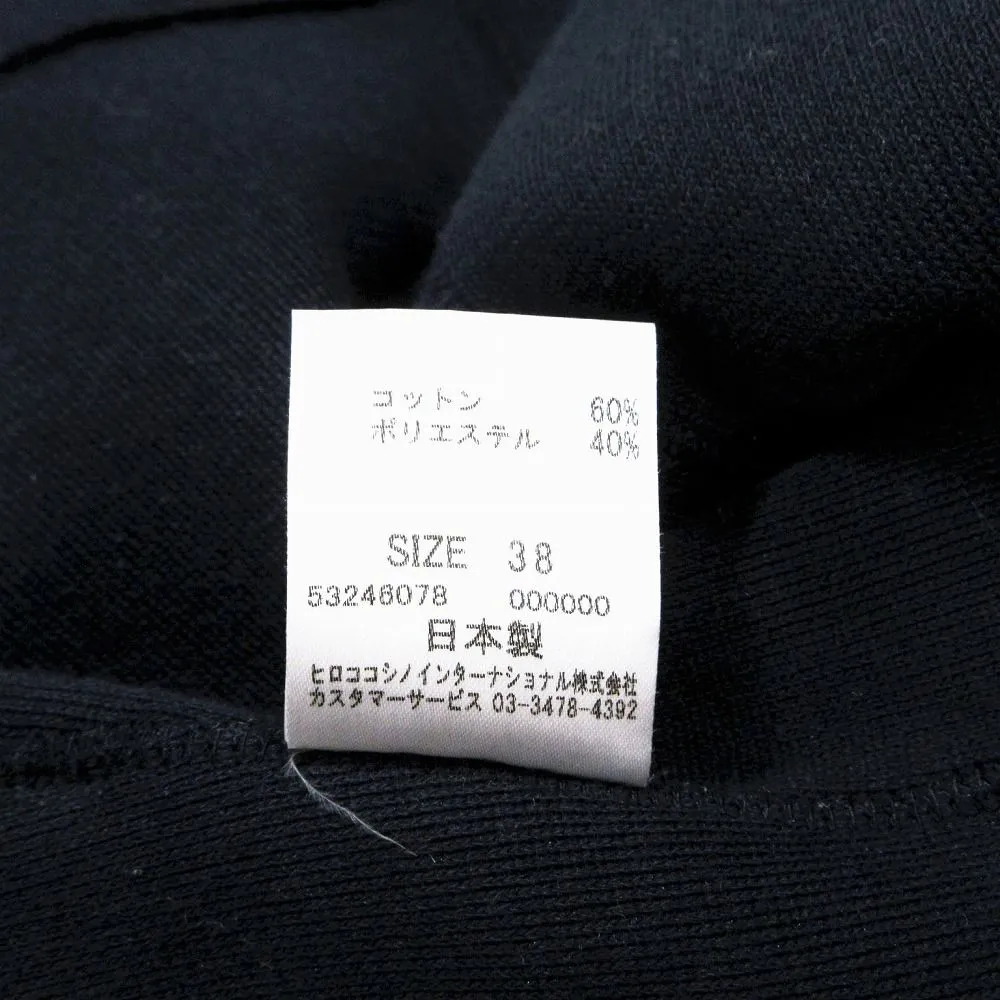 コットン 60%
ポリエステル 40%
SIZE 38
53246078 000000
日本製
ヒロココシノインターナショナル株式会社
カスタマーサービス 03-3478-4392